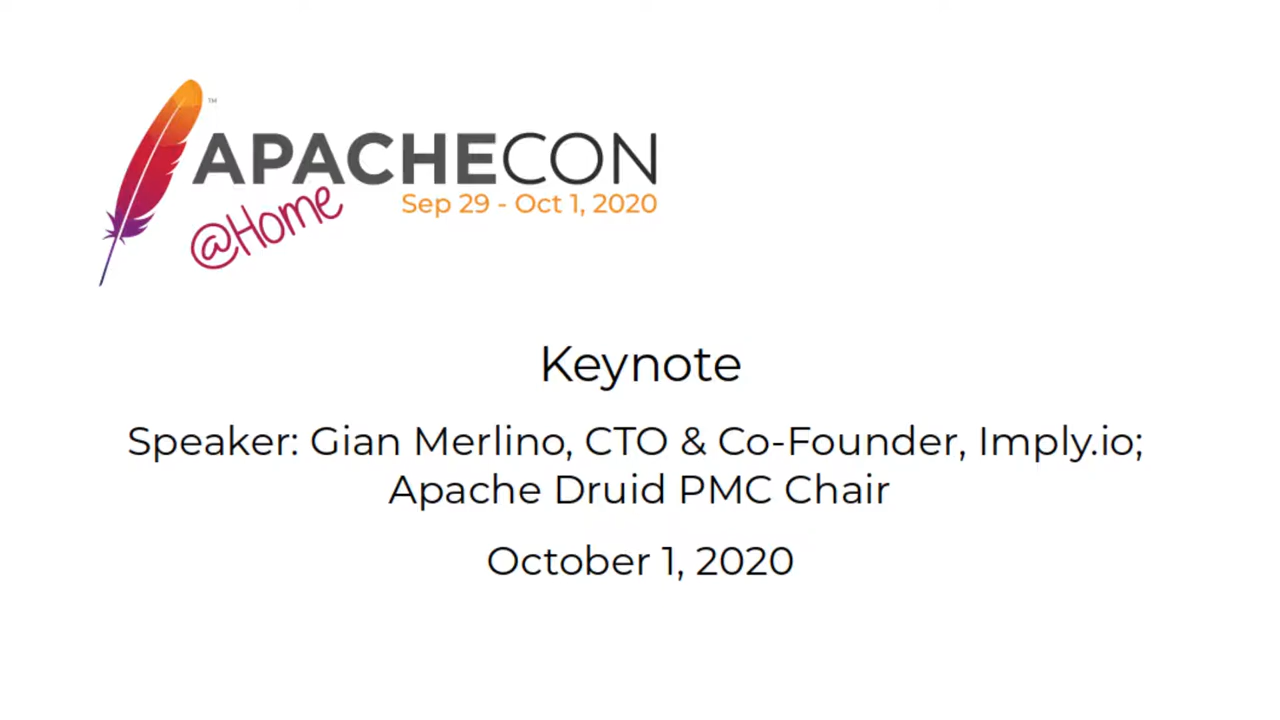 ™
APACHECON
@Home
Sep 29 - Oct 1, 2020
Keynote
Speaker: Gian Merlino, CTO & Co-Founder, Imply.io;
Apache Druid PMC Chair
October 1, 2020